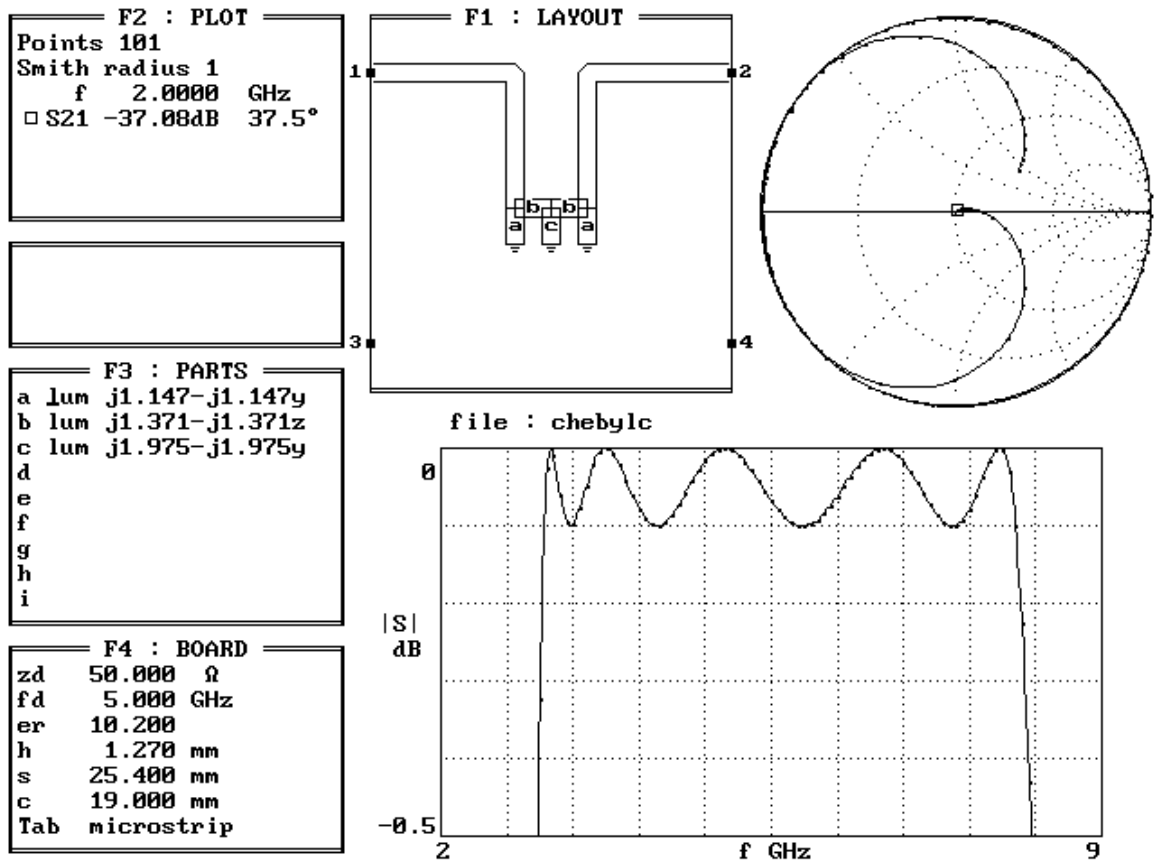 F2 : PLOT
Points 101
Smith radius 1
f 2.0000 GHz
□ S21 -37.08dB 37.5°
F1 : LAYOUT
1
2
b b
a c a
3
4
F3 : PARTS
a lum j1.147-j1.147y
b lum j1.371-j1.371z
c lum j1.975-j1.975y
d
e
f
g
h
i
F4 : BOARD
zd 50.000 Ω
fd 5.000 GHz
er 10.200
h 1.270 mm
s 25.400 mm
c 19.000 mm
Tab microstrip
file : chebylc
0
|S|
dB
-0.5
2 f GHz 9